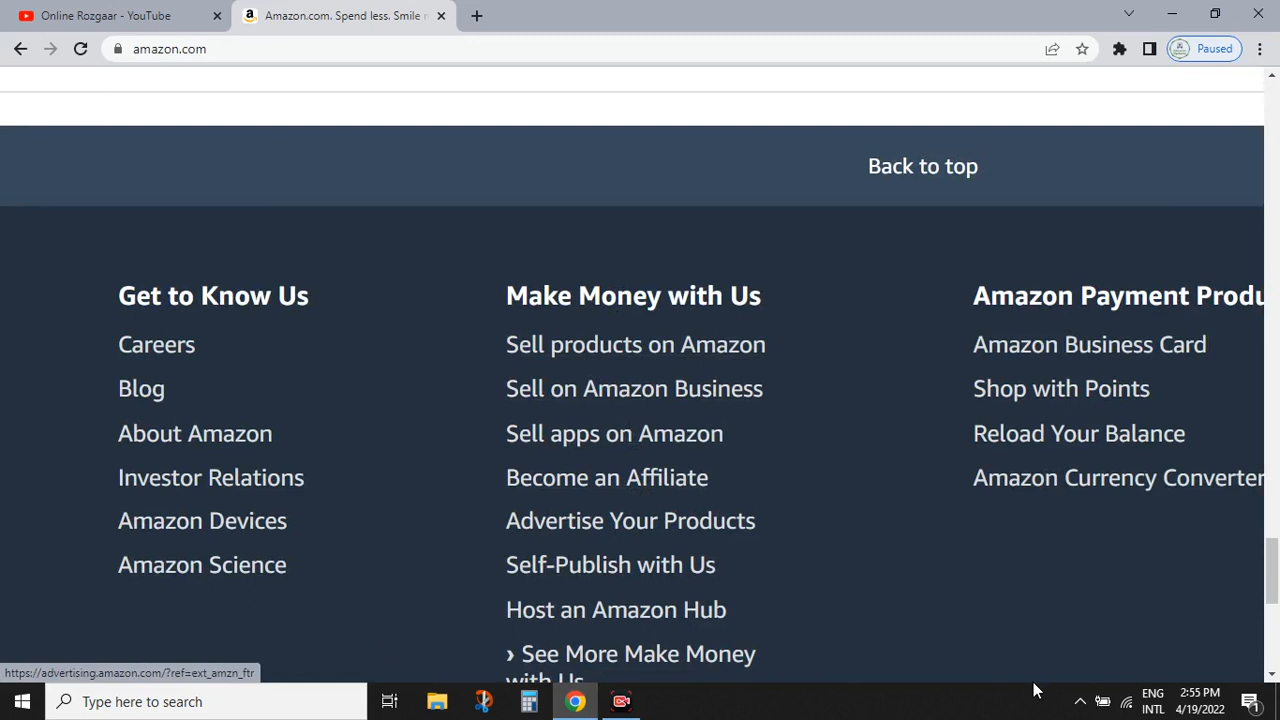 Online Rozgaar - YouTube
Amazon.com. Spend less. Smile
amazon.com
Paused
Back to top
Get to Know Us
Careers
Blog
About Amazon
Investor Relations
Amazon Devices
Amazon Science
Make Money with Us
Sell products on Amazon
Sell on Amazon Business
Sell apps on Amazon
Become an Affiliate
Advertise Your Products
Self-Publish with Us
Host an Amazon Hub
› See More Make Money
with Us
Amazon Payment Produ
Amazon Business Card
Shop with Points
Reload Your Balance
Amazon Currency Converter
https://advertising.amazon.com/?ref=ext_amzn_ftr
Type here to search
ENG
INTL
2:55 PM
4/19/2022
1